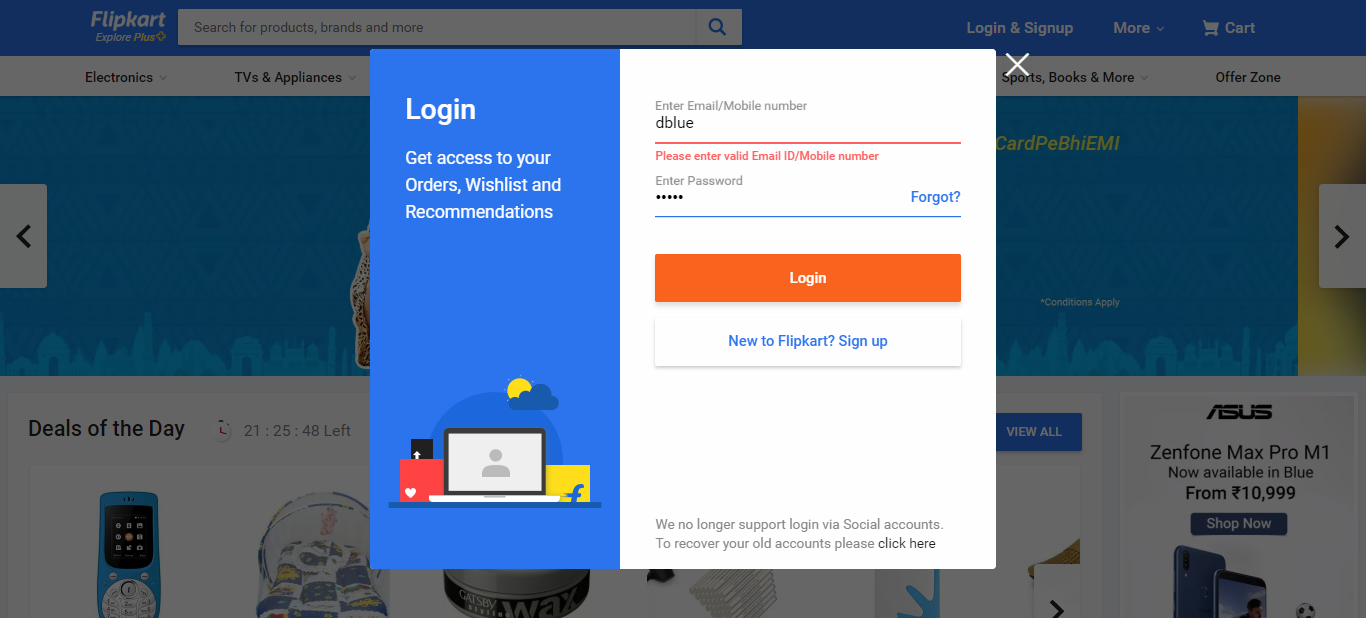 Flipkart
Explore Plus
Search for products, brands and more
Login & Signup
More
Cart
Electronics
TVs & Appliances
Sports, Books & More
Offer Zone
Login
Get access to your
Orders, Wishlist and
Recommendations
Enter Email/Mobile number
dblue
Please enter valid Email ID/Mobile number
Enter Password
•••••
Forgot?
Login
New to Flipkart? Sign up
We no longer support login via Social accounts.
To recover your old accounts please click here
CardPeBhiEMI
*Conditions Apply
Deals of the Day
21 : 25 : 48 Left
VIEW ALL
GATSBY
wax
ASUS
Zenfone Max Pro M1
Now available in Blue
From ₹10,999
Shop Now